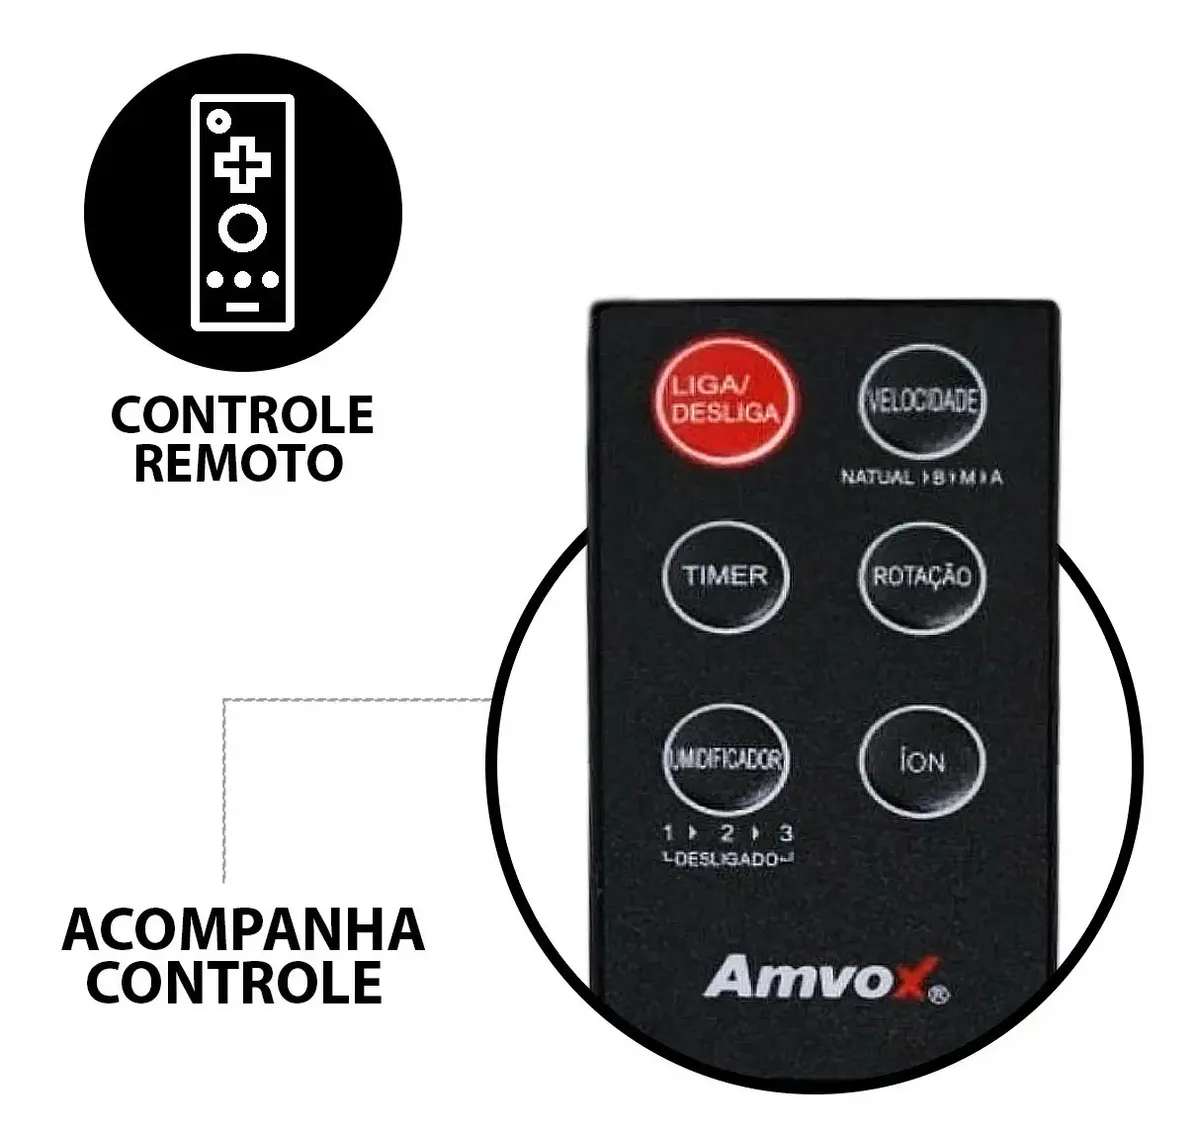 CONTROLE
REMOTO
LIGA/
DESLIGA
VELOCIDADE
NATUAL B M A
TIMER
ROTAÇÃO
UMIDIFICADOR
ÍON
1 2 3
DESLIGADO
ACOMPANHA
CONTROLE
Amvox®